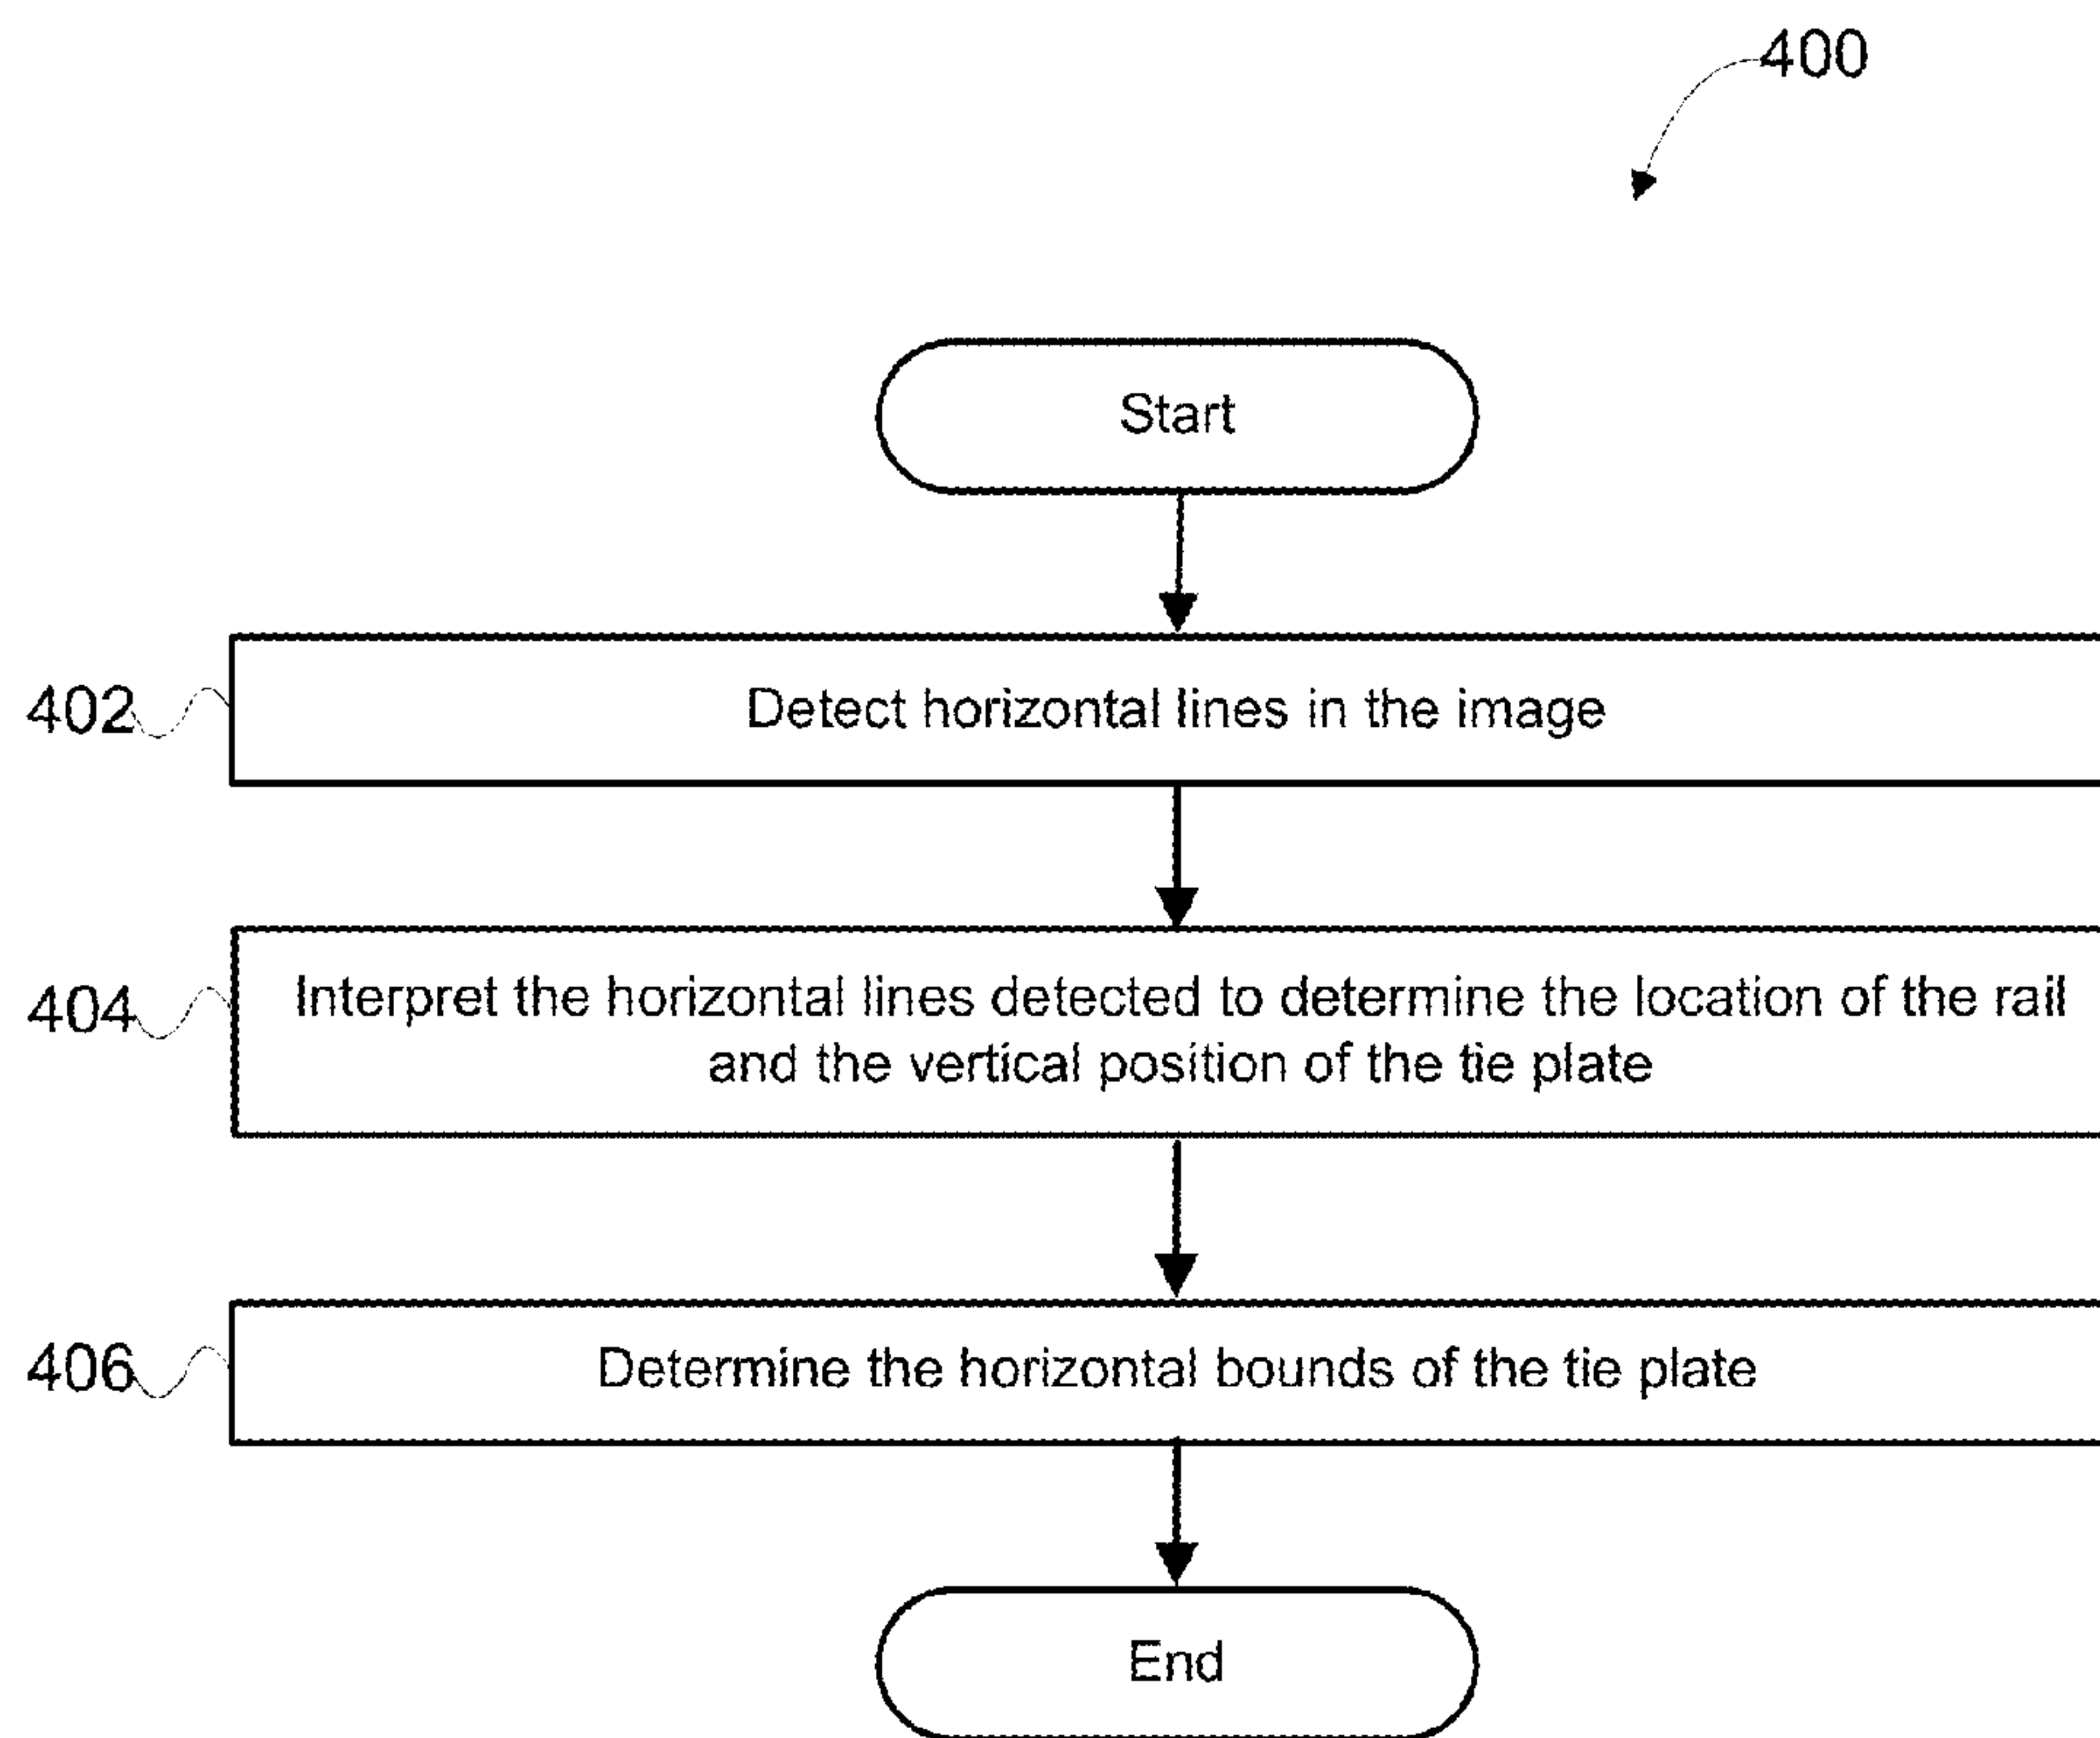 400
Start
402
Detect horizontal lines in the image
404
Interpret the horizontal lines detected to determine the location of the rail
and the vertical position of the tie plate
406
Determine the horizontal bounds of the tie plate
End